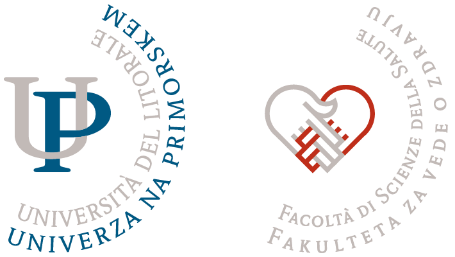 UP
UNIVERSITÀ DEL LITORALE
UNIVERZA NA PRIMORSKEM
FACOLTÀ DI SCIENZE DELLA SALUTE
FAKULTETA ZA VEDE O ZDRAVJU